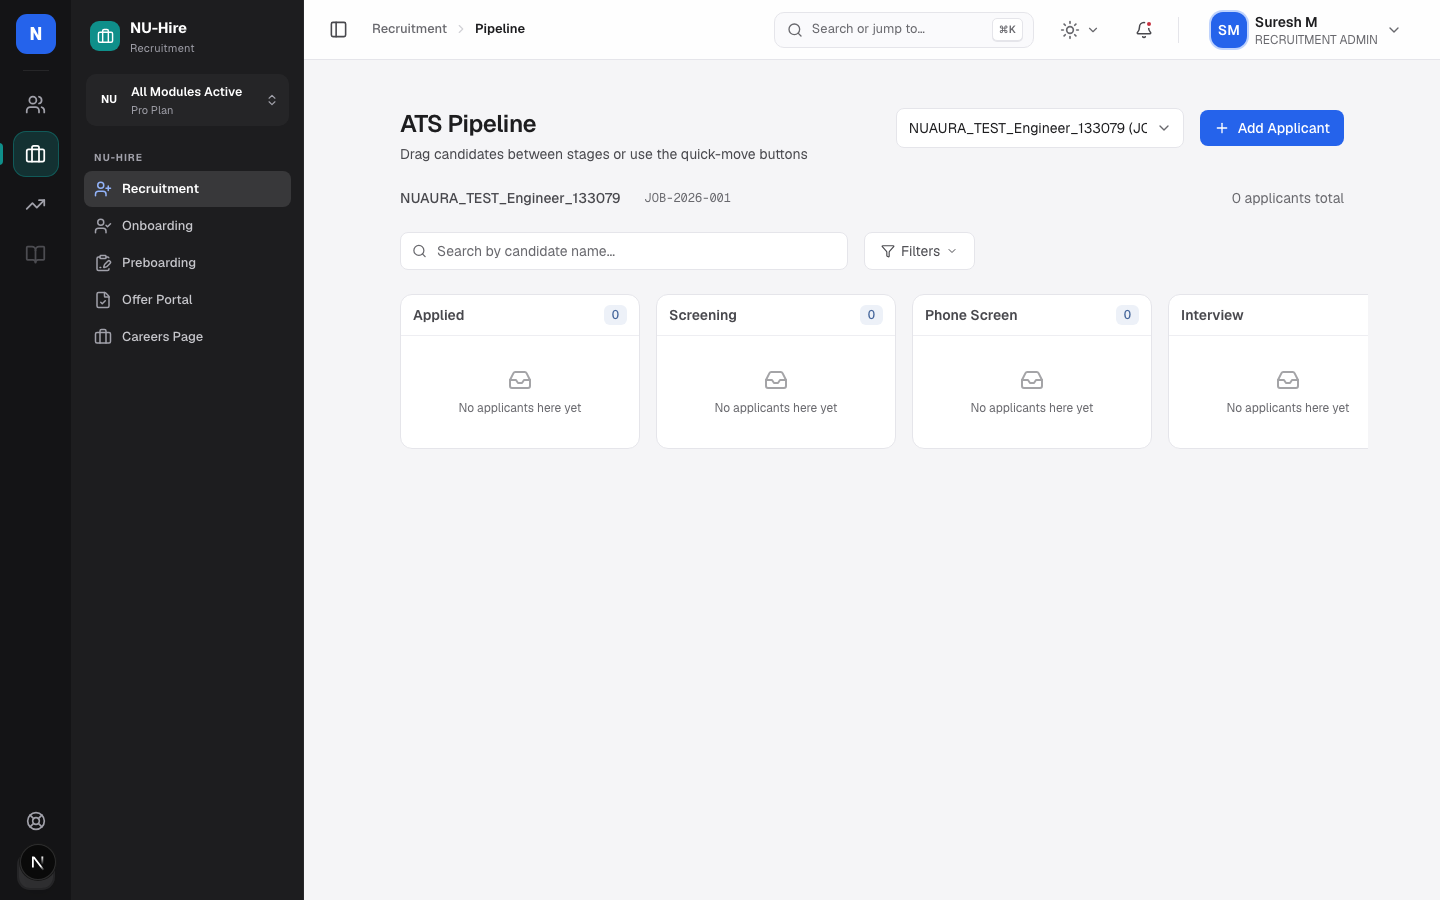 N
NU-Hire
Recruitment
NU
All Modules Active
Pro Plan
NU-HIRE
Recruitment
Onboarding
Preboarding
Offer Portal
Careers Page
N
Recruitment
Pipeline
Search or jump to...
⌘K
SM
Suresh M
RECRUITMENT ADMIN
ATS Pipeline
Drag candidates between stages or use the quick-move buttons
NUAURA_TEST_Engineer_133079 (JC
Add Applicant
NUAURA_TEST_Engineer_133079
JOB-2026-001
0 applicants total
Search by candidate name...
Filters
Applied
0
Screening
0
Phone Screen
0
Interview
No applicants here yet
No applicants here yet
No applicants here yet
No applicants here yet